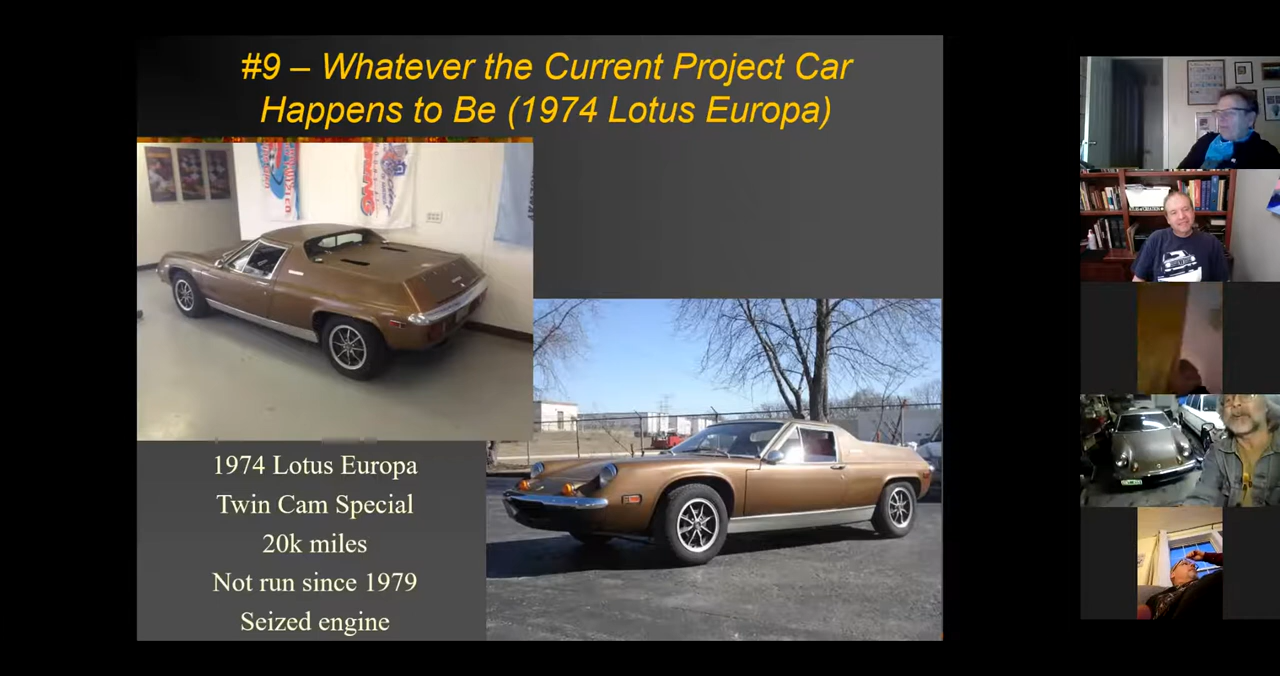 #9 – Whatever the Current Project Car
Happens to Be (1974 Lotus Europa)
1974 Lotus Europa
Twin Cam Special
20k miles
Not run since 1979
Seized engine